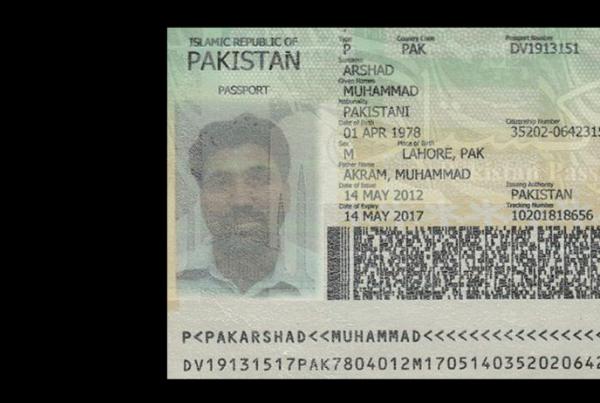 ISLAMIC REPUBLIC OF
PAKISTAN
PASSPORT
Type Country Code Passport Number
P PAK DV1913151
Surname
ARSHAD
Given Names
MUHAMMAD
Nationality
PAKISTANI
Date of Birth Citizenship Number
01 APR 1978 35202-0642315
Sex Place of Birth
M LAHORE, PAK
Father Name
AKRAM, MUHAMMAD
Date of Issue Issuing Authority
14 MAY 2012 PAKISTAN
Date of Expiry Tracking Number
14 MAY 2017 10201818656
P<PAKARSHAD<<MUHAMMAD<<<<<<<<<<<<<<<<<
DV19131517PAK7804012M1705140352020642